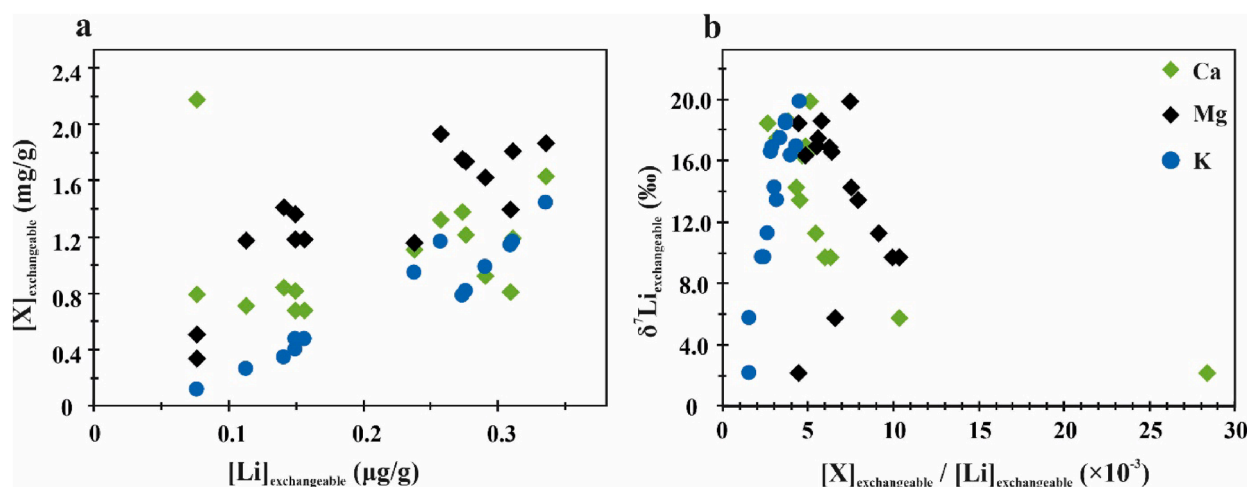 a
[X]exchangeable (mg/g)
2.4
2.0
1.6
1.2
0.8
0.4
0
0
0.1
0.2
0.3
[Li]exchangeable (µg/g)
b
δ⁷Liexchangeable (‰)
20.0
16.0
12.0
8.0
4.0
0
0
5
10
15
20
25
30
[X]exchangeable / [Li]exchangeable (×10⁻³)
Ca
Mg
K